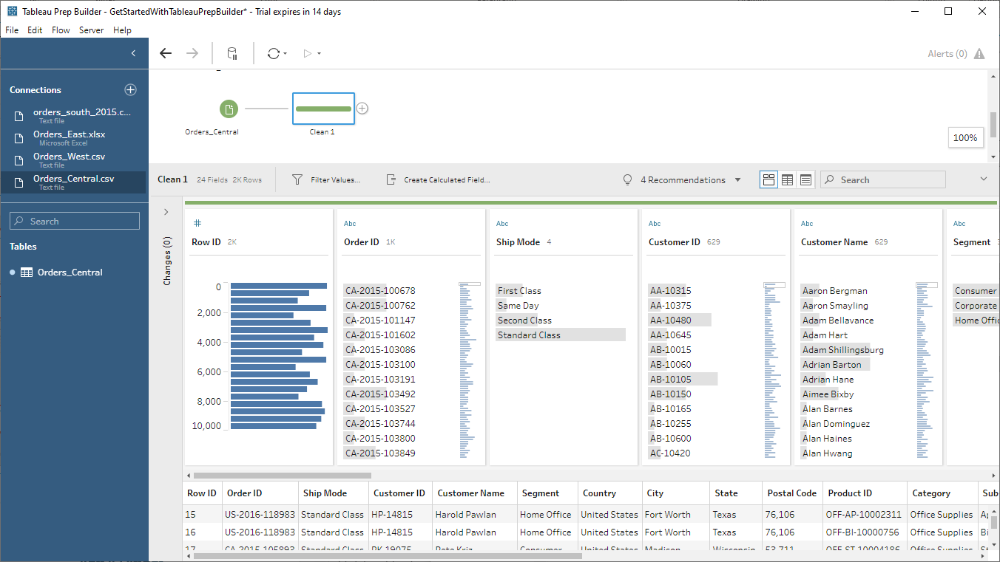 Tableau Prep Builder - GetStartedWithTableauPrepBuilder* - Trial expires in 14 days
File Edit Flow Server Help
Alerts (0)
Connections
orders_south_2015.c...
Text file
Orders_East.xlsx
Microsoft Excel
Orders_West.csv
Text file
Orders_Central.csv
Text file
Search
Tables
Orders_Central
Orders_Central
Clean 1
100%
Clean 1 24 Fields 2K Rows Filter Values... Create Calculated Field... 4 Recommendations Search
Changes (0)
#
Row ID 2K
0
2,000
4,000
6,000
8,000
10,000
Abc
Order ID 1K
CA-2015-100678
CA-2015-100762
CA-2015-101147
CA-2015-101602
CA-2015-103086
CA-2015-103100
CA-2015-103191
CA-2015-103492
CA-2015-103527
CA-2015-103744
CA-2015-103800
CA-2015-103849
Abc
Ship Mode 4
First Class
Same Day
Second Class
Standard Class
Abc
Customer ID 629
AA-10315
AA-10375
AA-10480
AA-10645
AB-10015
AB-10060
AB-10105
AB-10150
AB-10165
AB-10255
AB-10600
AC-10420
Abc
Customer Name 629
Aaron Bergman
Aaron Smayling
Adam Bellavance
Adam Hart
Adam Shillingsburg
Adrian Barton
Adrian Hane
Aimee Bixby
Alan Barnes
Alan Dominguez
Alan Haines
Alan Hwang
Abc
Segment
Consumer
Corporate
Home Offic
Row ID Order ID Ship Mode Customer ID Customer Name Segment Country City State Postal Code Product ID Category Sub
15 US-2016-118983 Standard Class HP-14815 Harold Pawlan Home Office United States Fort Worth Texas 76,106 OFF-AP-10002311 Office Supplies Ap
16 US-2016-118983 Standard Class HP-14815 Harold Pawlan Home Office United States Fort Worth Texas 76,106 OFF-BI-10000756 Office Supplies Bi
17 CA-2015-105893 Standard Class PK-19075 Pete Kriz Consumer United States Madison Wisconsin 53,711 OFF-ST-10004186 Office Supplies